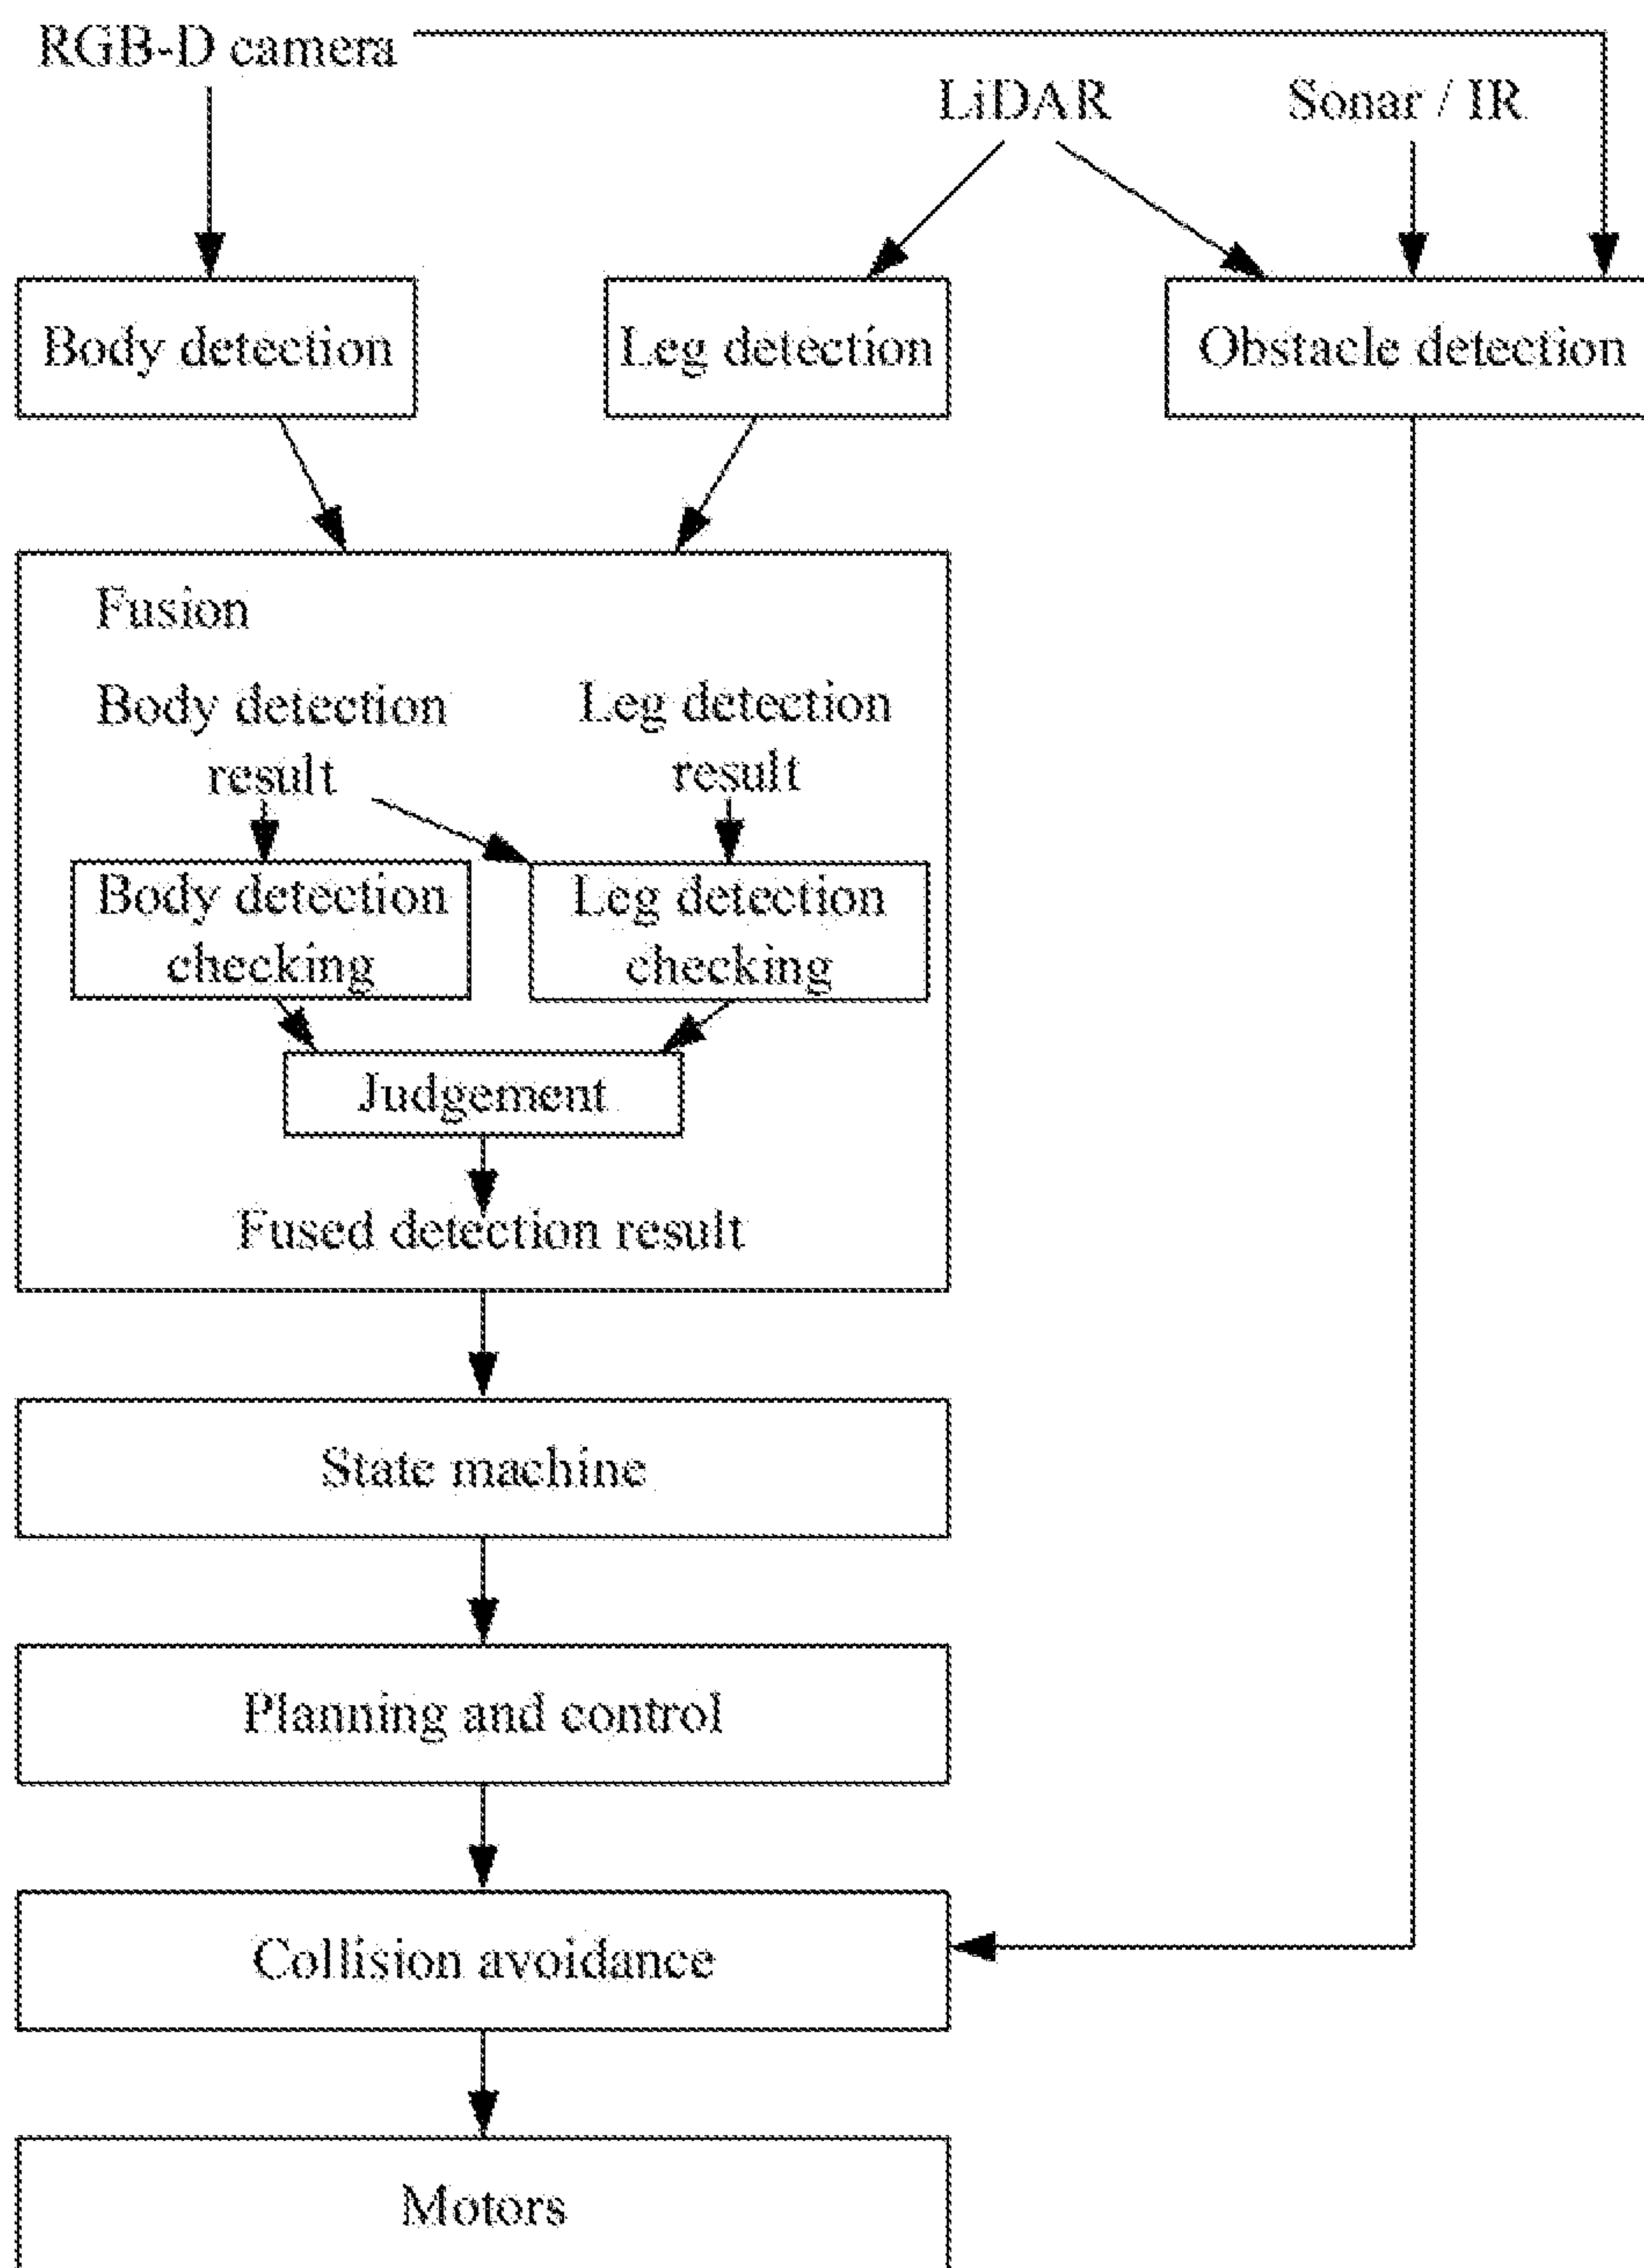 RGB-D camera
LiDAR
Sonar / IR
Body detection
Leg detection
Obstacle detection
Fusion
Body detection
result
Leg detection
result
Body detection
checking
Leg detection
checking
Judgement
Fused detection result
State machine
Planning and control
Collision avoidance
Motors